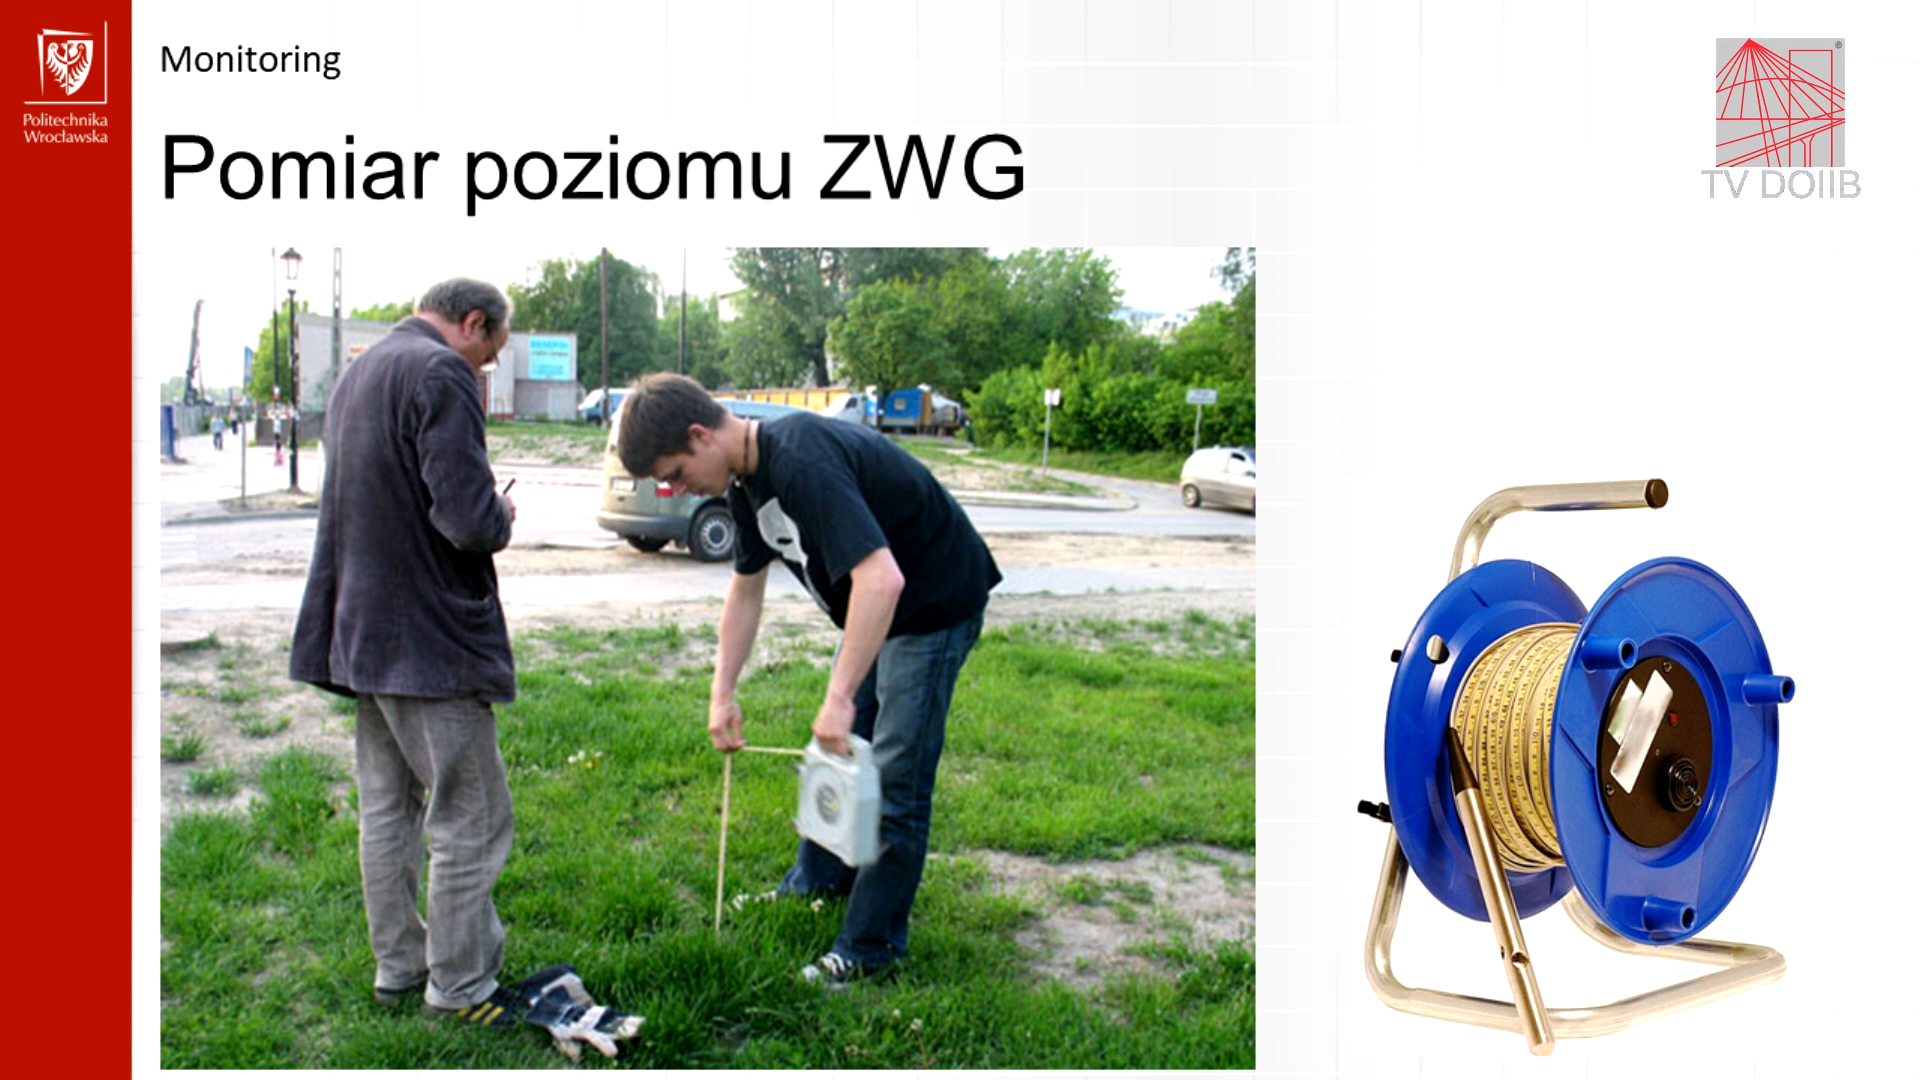 Politechnika
Wrocławska
Monitoring
Pomiar poziomu ZWG
®
TV DOIIB